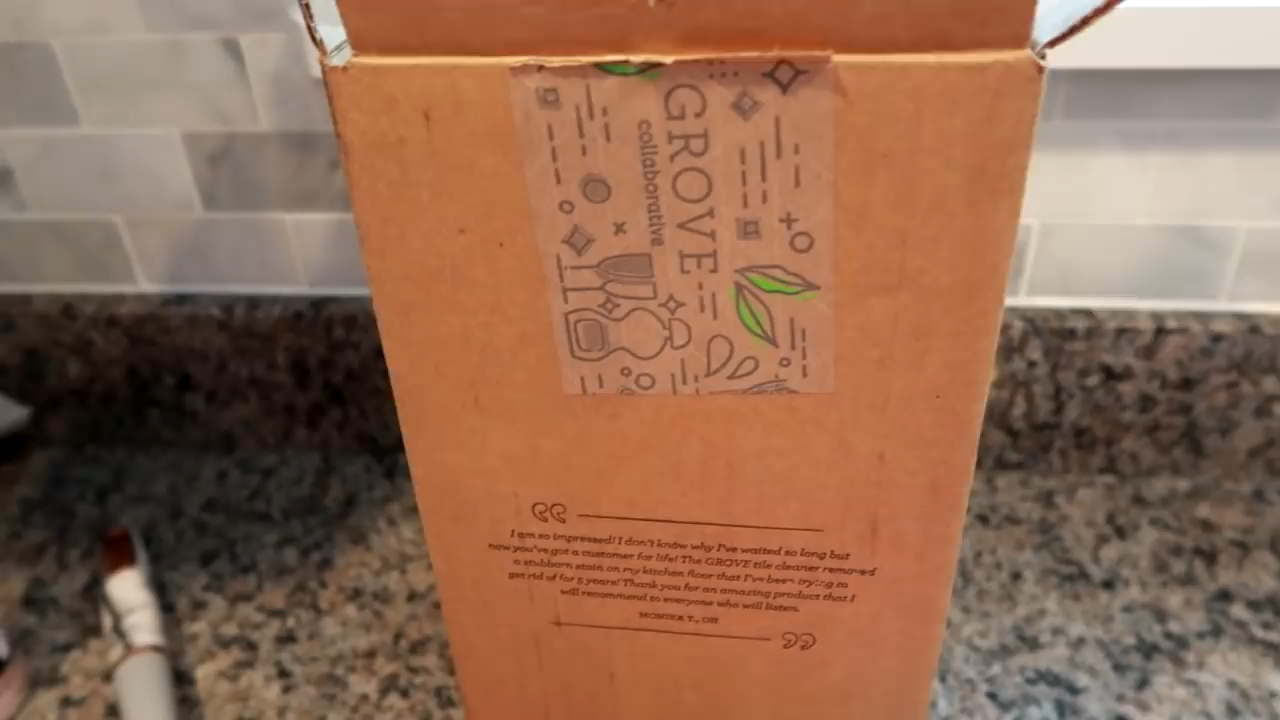 GROVE
collaborative
I am so impressed! I don't know why I've waited so long but
now you've got a customer for life! The GROVE tile cleaner removed
a stubborn stain on my kitchen floor that I've been trying to
get rid of for 5 years! Thank you for an amazing product that I
will recommend to everyone who will listen.
T., OH